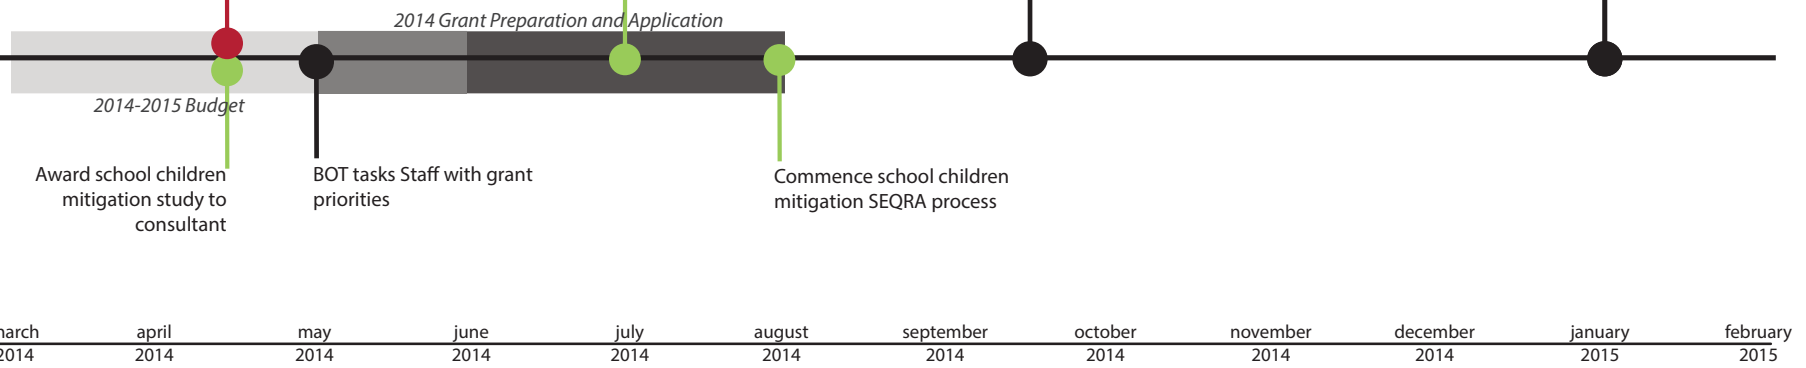 2014 Grant Preparation and Application
2014-2015 Budget
Award school children
mitigation study to
consultant
BOT tasks Staff with grant
priorities
Commence school children
mitigation SEQRA process
april may june july august september october november december january february
2014 2014 2014 2014 2014 2014 2014 2014 2014 2014 2015 2015